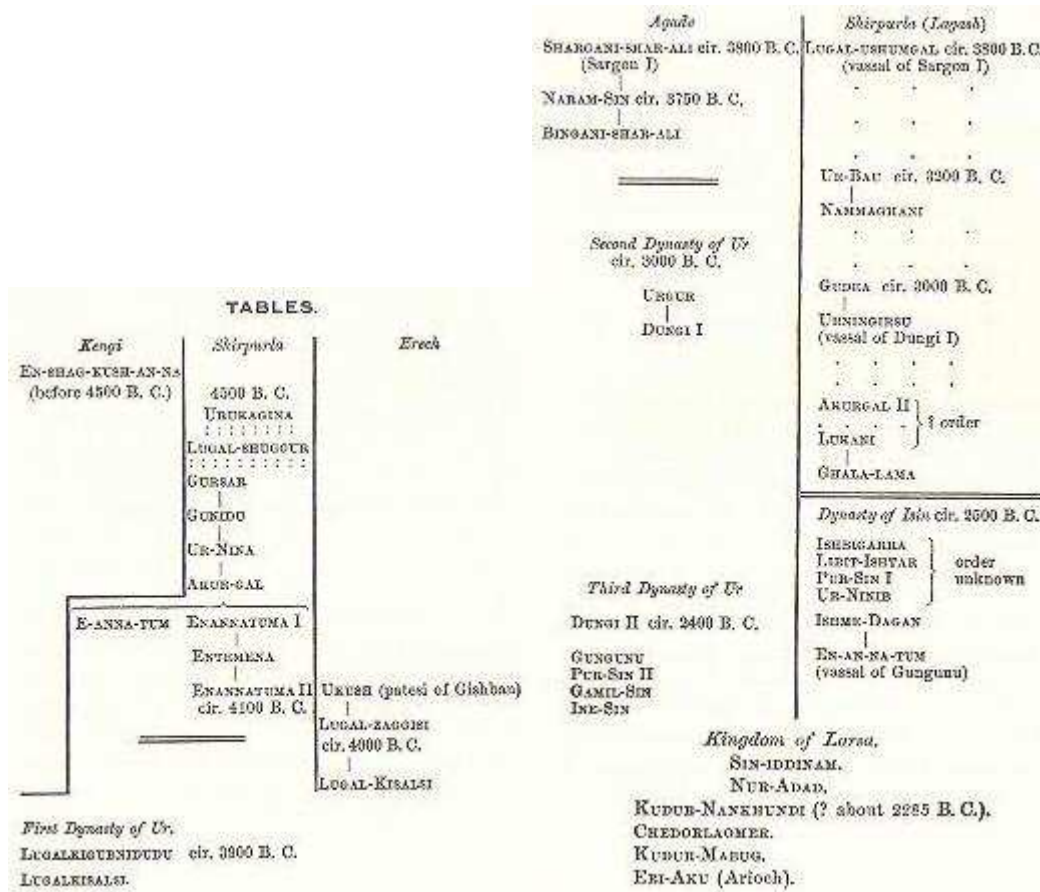 TABLES.
Kengi
EN-SHAG-KUSH-AN-NA
(before 4500 B. C.)
E-ANNA-TUM
Shirpurla
4500 B. C.
URUKAGINA
LUGAL-SHUGGUR
GURSAR
GUNIDU
UR-NINA
AKUR-GAL
ENANNATUMA I
ENTEMENA
ENANNATUMA II
cir. 4100 B. C.
Erech
UKUSH (patesi of Gishban)
LUGAL-ZAGGISI
cir. 4000 B. C.
LUGAL-KISALSI
First Dynasty of Ur.
LUGALKIGUBNIDUDU cir. 3900 B. C.
LUGALKISALSI.
Agade
SHARGANI-SHAR-ALI cir. 3800 B. C.
(Sargon I)
NARAM-SIN cir. 3750 B. C.
BINGANI-SHAR-ALI
Second Dynasty of Ur
cir. 3000 B. C.
URGUR
DUNGI I
Third Dynasty of Ur
DUNGI II cir. 2400 B. C.
GUNGUNU
PUR-SIN II
GAMIL-SIN
INE-SIN
Shirpurla (Lagash)
LUGAL-USHUMGAL cir. 3800 B. C.
(vassal of Sargon I)
UR-BAU cir. 3200 B. C.
NAMMAGHANI
GUDEA cir. 3000 B. C.
URNINGIRSU
(vassal of Dungi I)
AKURGAL II
LUKANI
? order
GHALA-LAMA
Dynasty of Isin cir. 2500 B. C.
ISHBIGARRA
LIBIT-ISHTAR
PUR-SIN I
UR-NINIB
order
unknown
ISHME-DAGAN
EN-AN-NA-TUM
(vassal of Gungunu)
Kingdom of Larsa.
SIN-IDDINAM.
NUR-ADAD.
KUDUR-NANKHUNDI (? about 2285 B. C.).
CHEDORLAOMER.
KUDUR-MABUG.
ERI-AKU (Arioch).